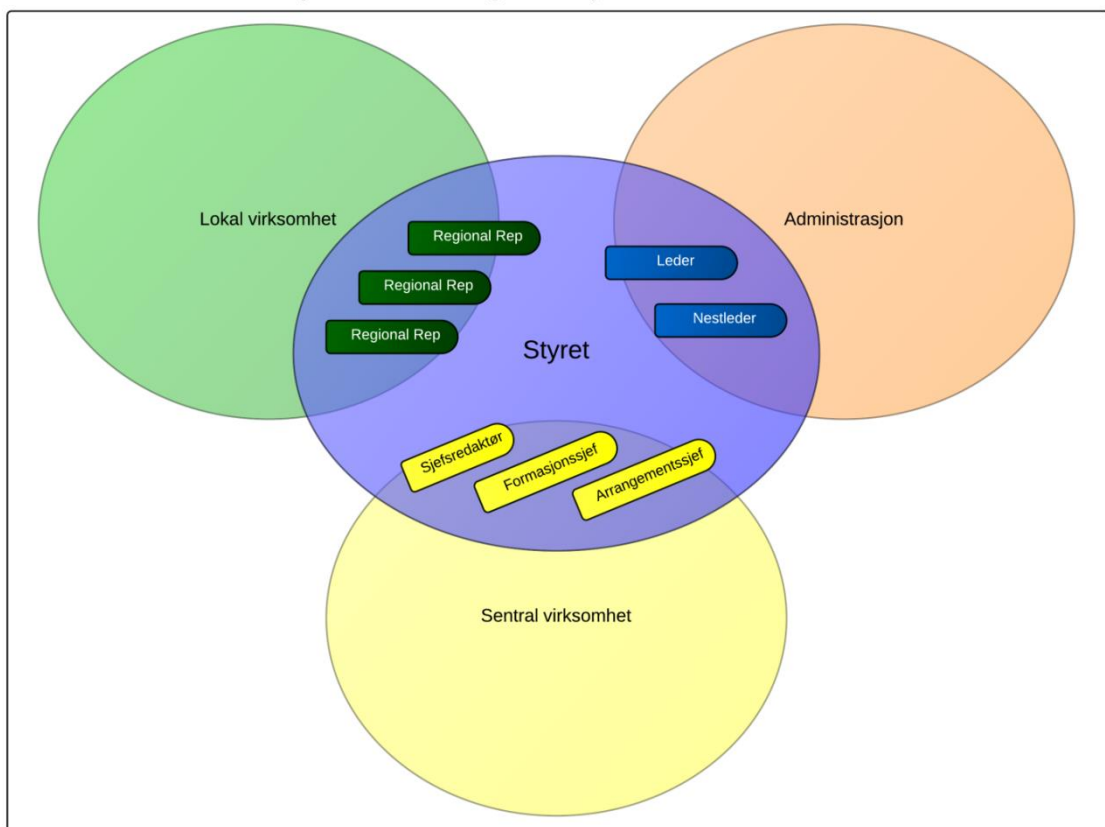 Lokal virksomhet
Administrasjon
Regional Rep
Leder
Regional Rep
Nestleder
Regional Rep
Styret
Sjefsredaktør
Formasjonssjef
Arrangementssjef
Sentral virksomhet